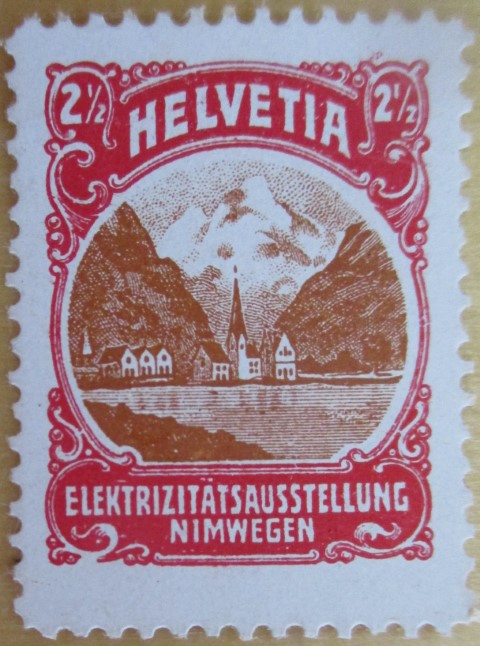 2½ HELVETIA 2½
ELEKTRIZITÄTSAUSSTELLUNG
NIMWEGEN